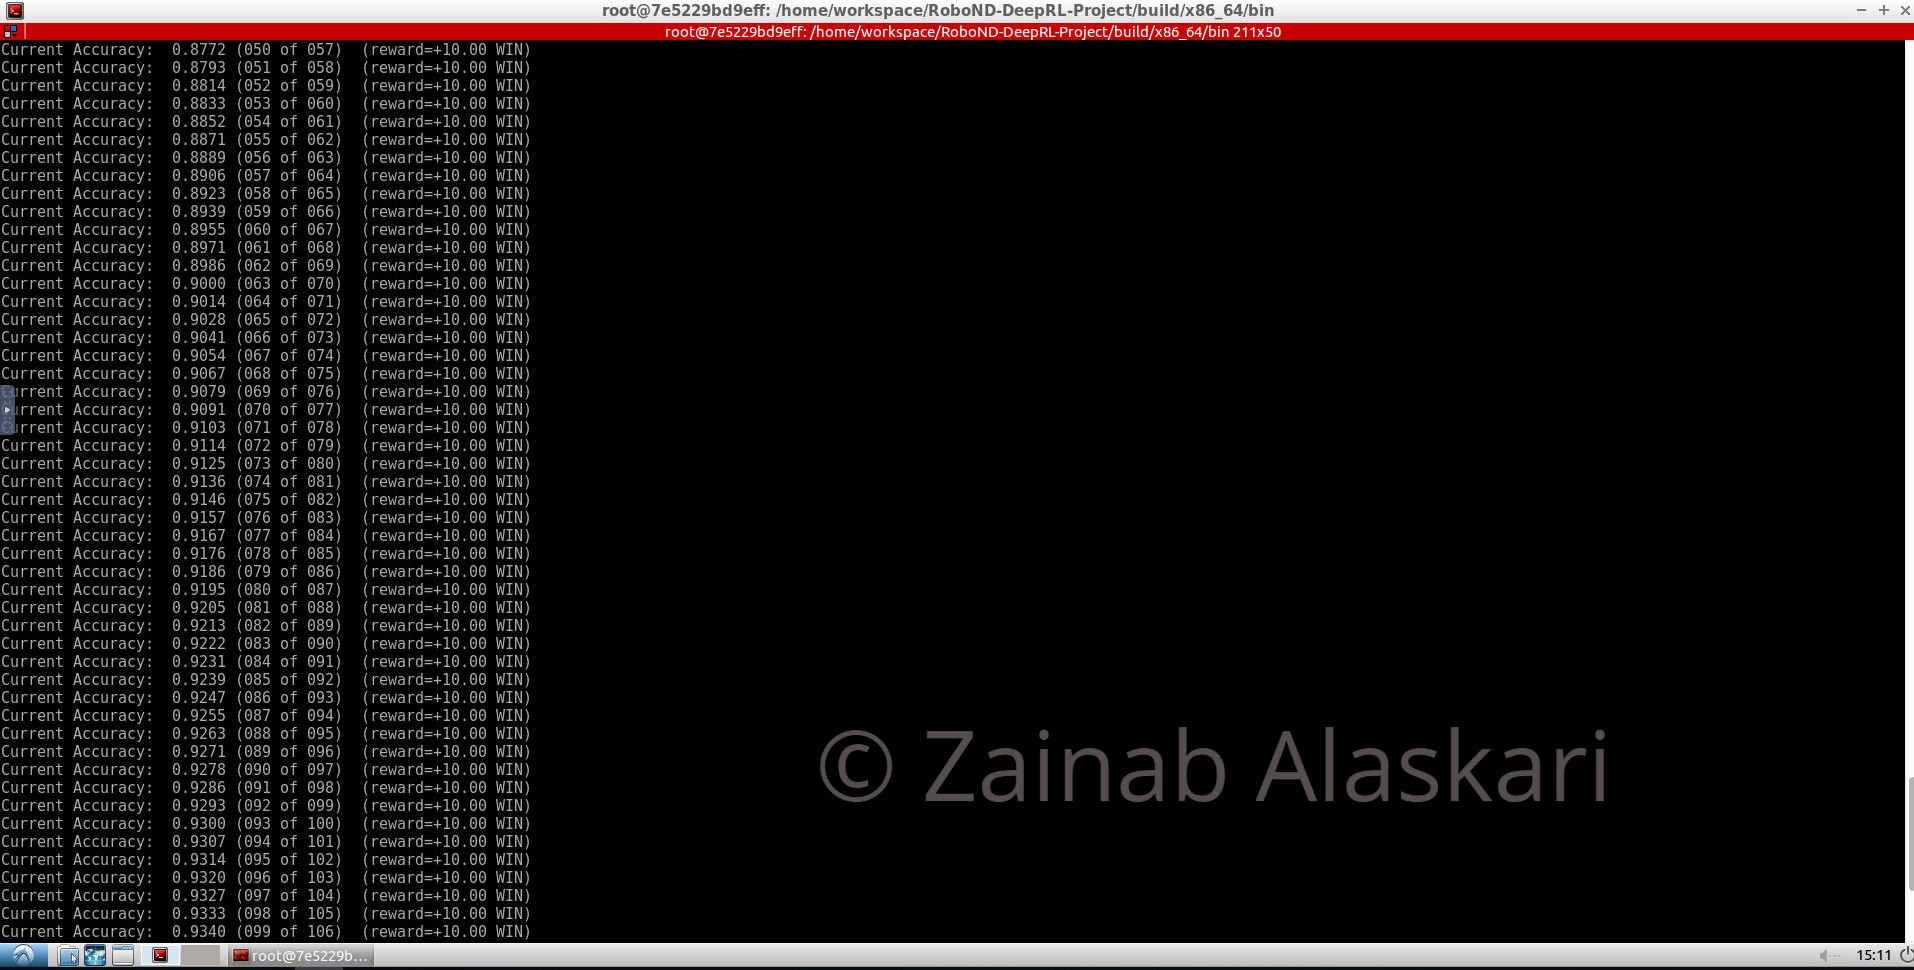 root@7e5229bd9eff: /home/workspace/RoboND-DeepRL-Project/build/x86_64/bin
root@7e5229bd9eff: /home/workspace/RoboND-DeepRL-Project/build/x86_64/bin 211x50
Current Accuracy:  0.8772 (050 of 057)  (reward=+10.00 WIN)
Current Accuracy:  0.8793 (051 of 058)  (reward=+10.00 WIN)
Current Accuracy:  0.8814 (052 of 059)  (reward=+10.00 WIN)
Current Accuracy:  0.8833 (053 of 060)  (reward=+10.00 WIN)
Current Accuracy:  0.8852 (054 of 061)  (reward=+10.00 WIN)
Current Accuracy:  0.8871 (055 of 062)  (reward=+10.00 WIN)
Current Accuracy:  0.8889 (056 of 063)  (reward=+10.00 WIN)
Current Accuracy:  0.8906 (057 of 064)  (reward=+10.00 WIN)
Current Accuracy:  0.8923 (058 of 065)  (reward=+10.00 WIN)
Current Accuracy:  0.8939 (059 of 066)  (reward=+10.00 WIN)
Current Accuracy:  0.8955 (060 of 067)  (reward=+10.00 WIN)
Current Accuracy:  0.8971 (061 of 068)  (reward=+10.00 WIN)
Current Accuracy:  0.8986 (062 of 069)  (reward=+10.00 WIN)
Current Accuracy:  0.9000 (063 of 070)  (reward=+10.00 WIN)
Current Accuracy:  0.9014 (064 of 071)  (reward=+10.00 WIN)
Current Accuracy:  0.9028 (065 of 072)  (reward=+10.00 WIN)
Current Accuracy:  0.9041 (066 of 073)  (reward=+10.00 WIN)
Current Accuracy:  0.9054 (067 of 074)  (reward=+10.00 WIN)
Current Accuracy:  0.9067 (068 of 075)  (reward=+10.00 WIN)
Current Accuracy:  0.9079 (069 of 076)  (reward=+10.00 WIN)
Current Accuracy:  0.9091 (070 of 077)  (reward=+10.00 WIN)
Current Accuracy:  0.9103 (071 of 078)  (reward=+10.00 WIN)
Current Accuracy:  0.9114 (072 of 079)  (reward=+10.00 WIN)
Current Accuracy:  0.9125 (073 of 080)  (reward=+10.00 WIN)
Current Accuracy:  0.9136 (074 of 081)  (reward=+10.00 WIN)
Current Accuracy:  0.9146 (075 of 082)  (reward=+10.00 WIN)
Current Accuracy:  0.9157 (076 of 083)  (reward=+10.00 WIN)
Current Accuracy:  0.9167 (077 of 084)  (reward=+10.00 WIN)
Current Accuracy:  0.9176 (078 of 085)  (reward=+10.00 WIN)
Current Accuracy:  0.9186 (079 of 086)  (reward=+10.00 WIN)
Current Accuracy:  0.9195 (080 of 087)  (reward=+10.00 WIN)
Current Accuracy:  0.9205 (081 of 088)  (reward=+10.00 WIN)
Current Accuracy:  0.9213 (082 of 089)  (reward=+10.00 WIN)
Current Accuracy:  0.9222 (083 of 090)  (reward=+10.00 WIN)
Current Accuracy:  0.9231 (084 of 091)  (reward=+10.00 WIN)
Current Accuracy:  0.9239 (085 of 092)  (reward=+10.00 WIN)
Current Accuracy:  0.9247 (086 of 093)  (reward=+10.00 WIN)
Current Accuracy:  0.9255 (087 of 094)  (reward=+10.00 WIN)
Current Accuracy:  0.9263 (088 of 095)  (reward=+10.00 WIN)
Current Accuracy:  0.9271 (089 of 096)  (reward=+10.00 WIN)
Current Accuracy:  0.9278 (090 of 097)  (reward=+10.00 WIN)
Current Accuracy:  0.9286 (091 of 098)  (reward=+10.00 WIN)
Current Accuracy:  0.9293 (092 of 099)  (reward=+10.00 WIN)
Current Accuracy:  0.9300 (093 of 100)  (reward=+10.00 WIN)
Current Accuracy:  0.9307 (094 of 101)  (reward=+10.00 WIN)
Current Accuracy:  0.9314 (095 of 102)  (reward=+10.00 WIN)
Current Accuracy:  0.9320 (096 of 103)  (reward=+10.00 WIN)
Current Accuracy:  0.9327 (097 of 104)  (reward=+10.00 WIN)
Current Accuracy:  0.9333 (098 of 105)  (reward=+10.00 WIN)
Current Accuracy:  0.9340 (099 of 106)  (reward=+10.00 WIN)
© Zainab Alaskari
root@7e5229b...
15:11